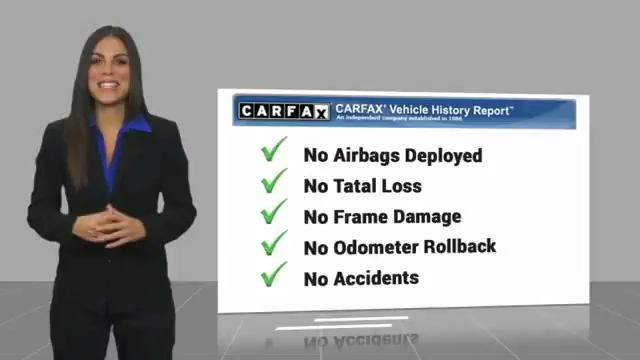 CARFAX CARFAX® Vehicle History Report™
An independent company established in 1986
No Airbags Deployed
No Tatal Loss
No Frame Damage
No Odometer Rollback
No Accidents